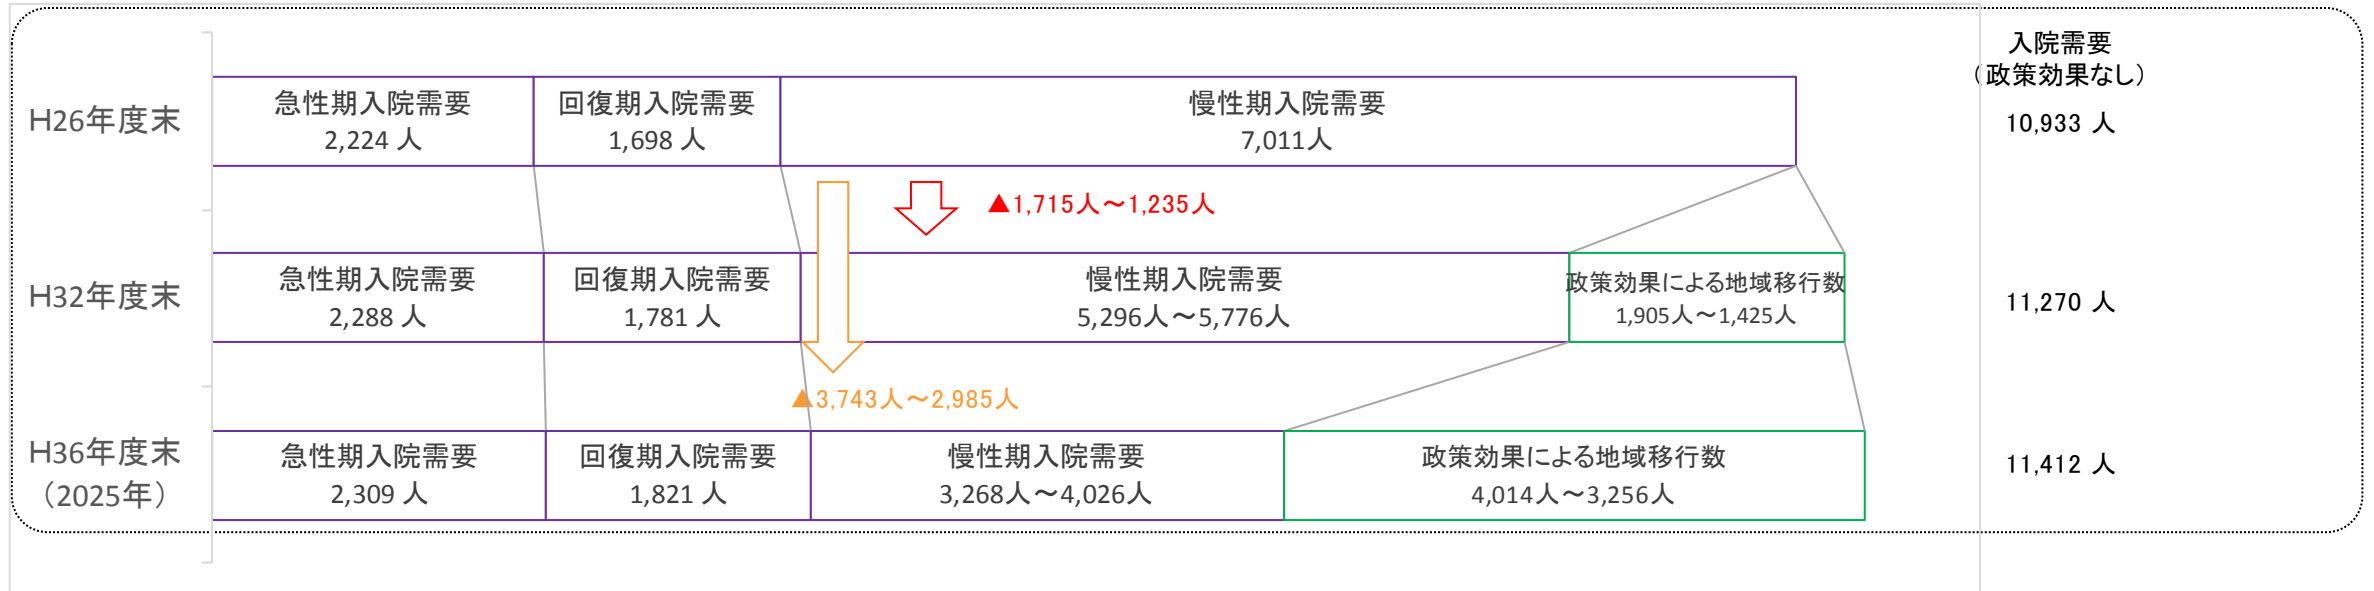 入院需要
（政策効果なし）
H26年度末
急性期入院需要
2,224 人
回復期入院需要
1,698 人
慢性期入院需要
7,011人
10,933 人
▲1,715人～1,235人
H32年度末
急性期入院需要
2,288 人
回復期入院需要
1,781 人
慢性期入院需要
5,296人～5,776人
政策効果による地域移行数
1,905人～1,425人
11,270 人
▲3,743人～2,985人
H36年度末
（2025年）
急性期入院需要
2,309 人
回復期入院需要
1,821 人
慢性期入院需要
3,268人～4,026人
政策効果による地域移行数
4,014人～3,256人
11,412 人